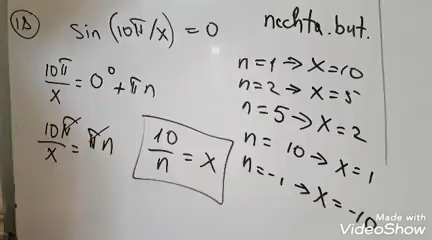 18
sin (10π/x) = 0
10π/x = 0° + πn
10π/x = πn
10/n = x
nechta. but.
n=1 → x=10
n=2 → x=5
n=5 → x=2
n=10 → x=1
n=-1 → x=-10
Made With
VideoShow